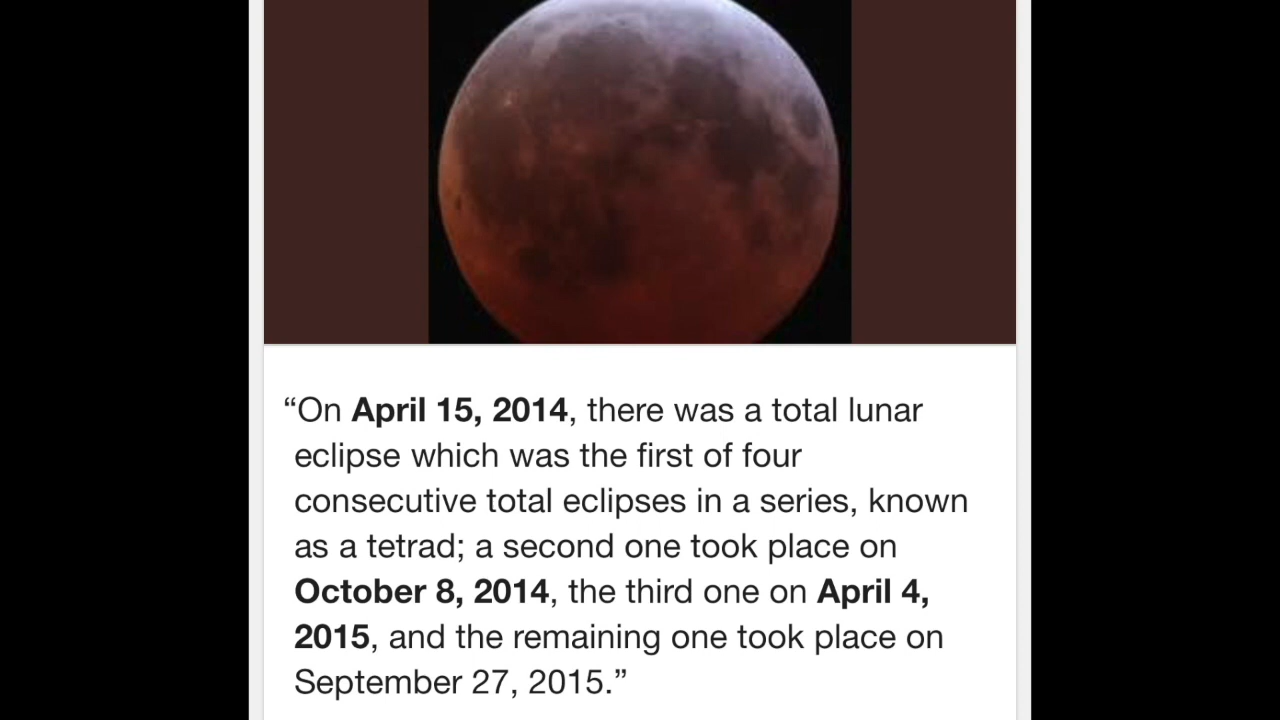 “On April 15, 2014, there was a total lunar
eclipse which was the first of four
consecutive total eclipses in a series, known
as a tetrad; a second one took place on
October 8, 2014, the third one on April 4,
2015, and the remaining one took place on
September 27, 2015.”